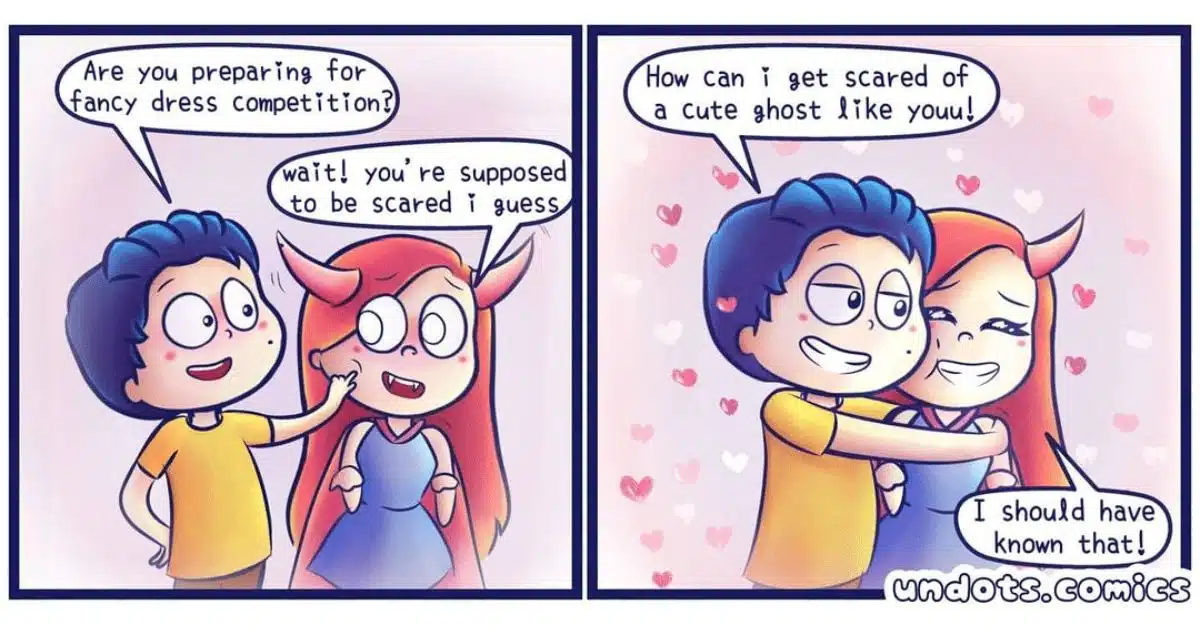 Are you preparing for
fancy dress competition?
wait! you're supposed
to be scared i guess
How can i get scared of
a cute ghost like youu!
I should have
known that!
undots.comics